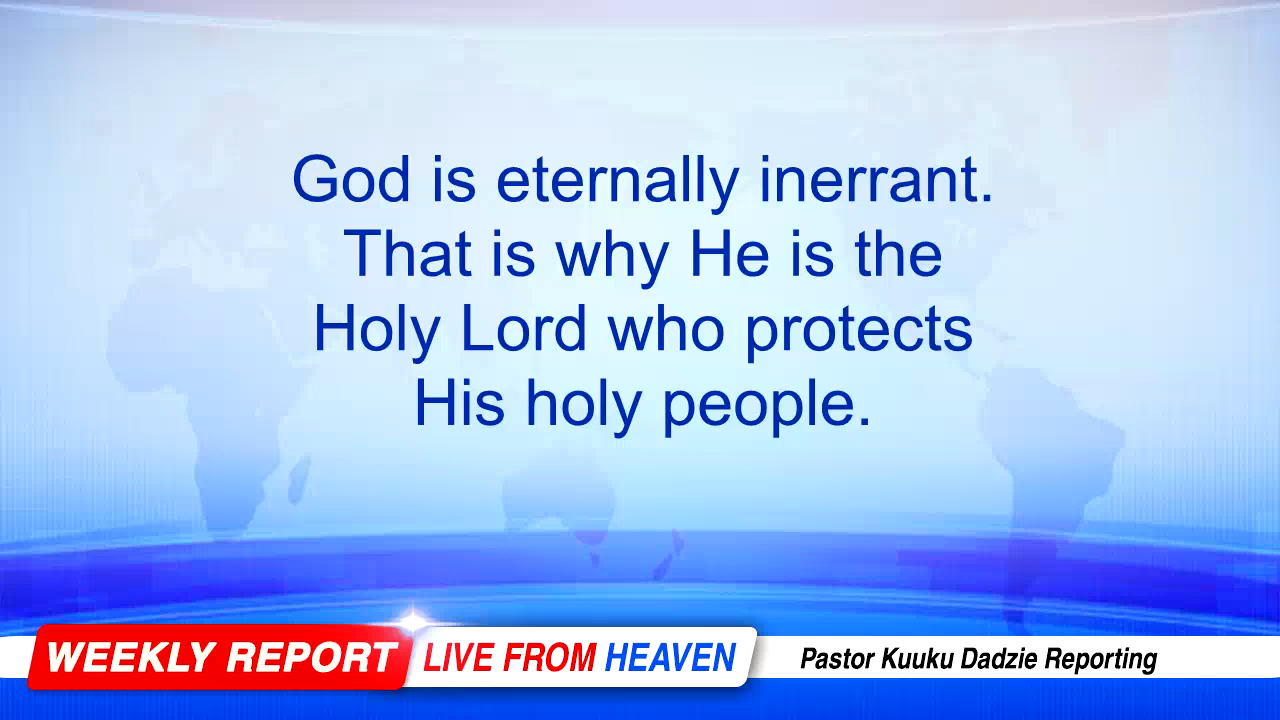 God is eternally inerrant.
That is why He is the
Holy Lord who protects
His holy people.
WEEKLY REPORT LIVE FROM HEAVEN Pastor Kuuku Dadzie Reporting